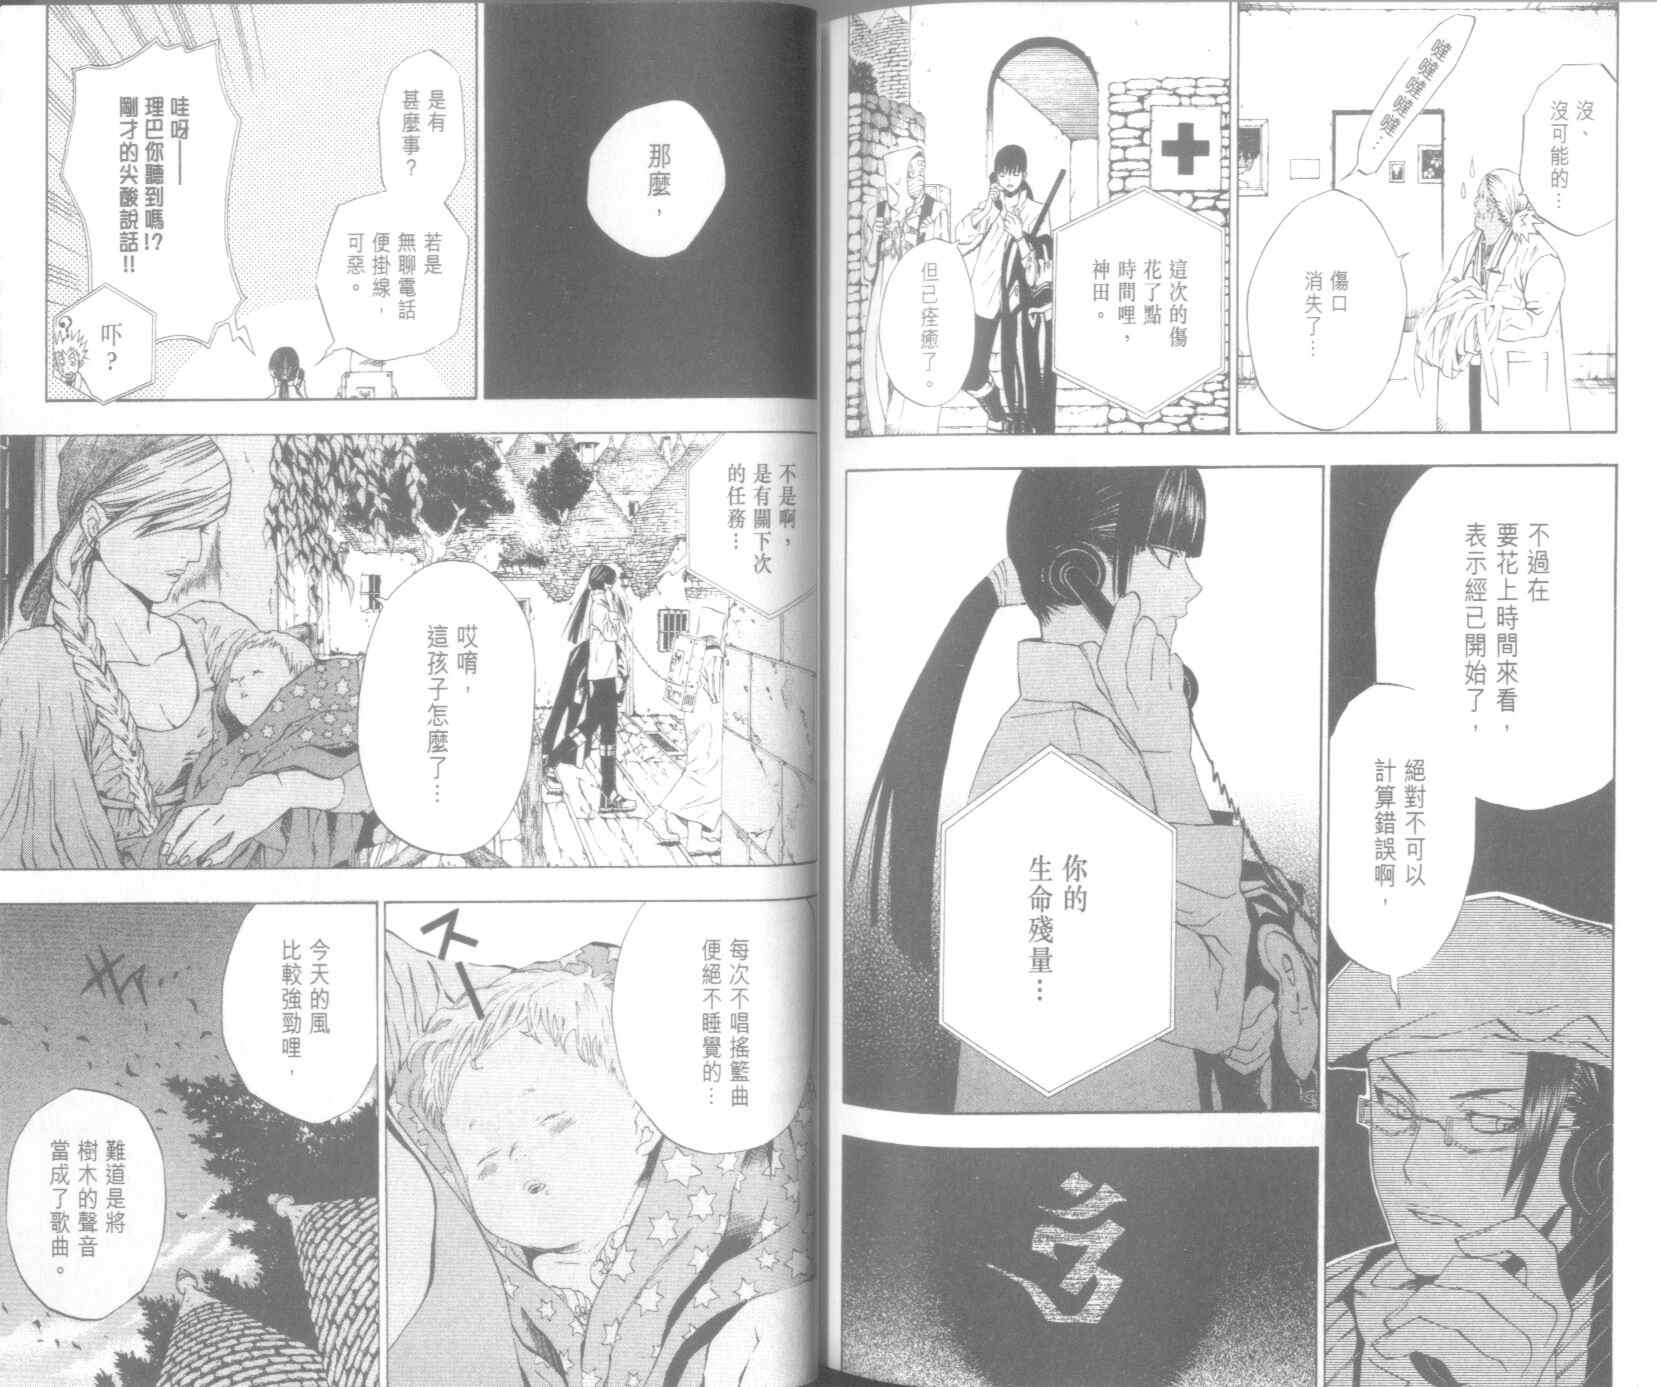 沒、
沒可能的…
噠噠噠噠噠…
傷口
消失了…
這次的傷
花了點
時間哩，
神田。
但已痊癒了。
不過在
要花上時間來看，
表示經已開始了，
絕對不可以
計算錯誤啊，
你的
生命殘量…
那麼，
是有
甚麼事？
若是
無聊電話
便掛線，
可惡。
哇呀——
理巴你聽到嗎!?
剛才的尖酸說話!!
吓？
不是啊，
是有關下次
的任務…
哎唷，
這孩子怎麼了…
每次不唱搖籃曲
便絕不睡覺的…
今天的風
比較強勁哩，
難道是將
樹木的聲音
當成了歌曲。